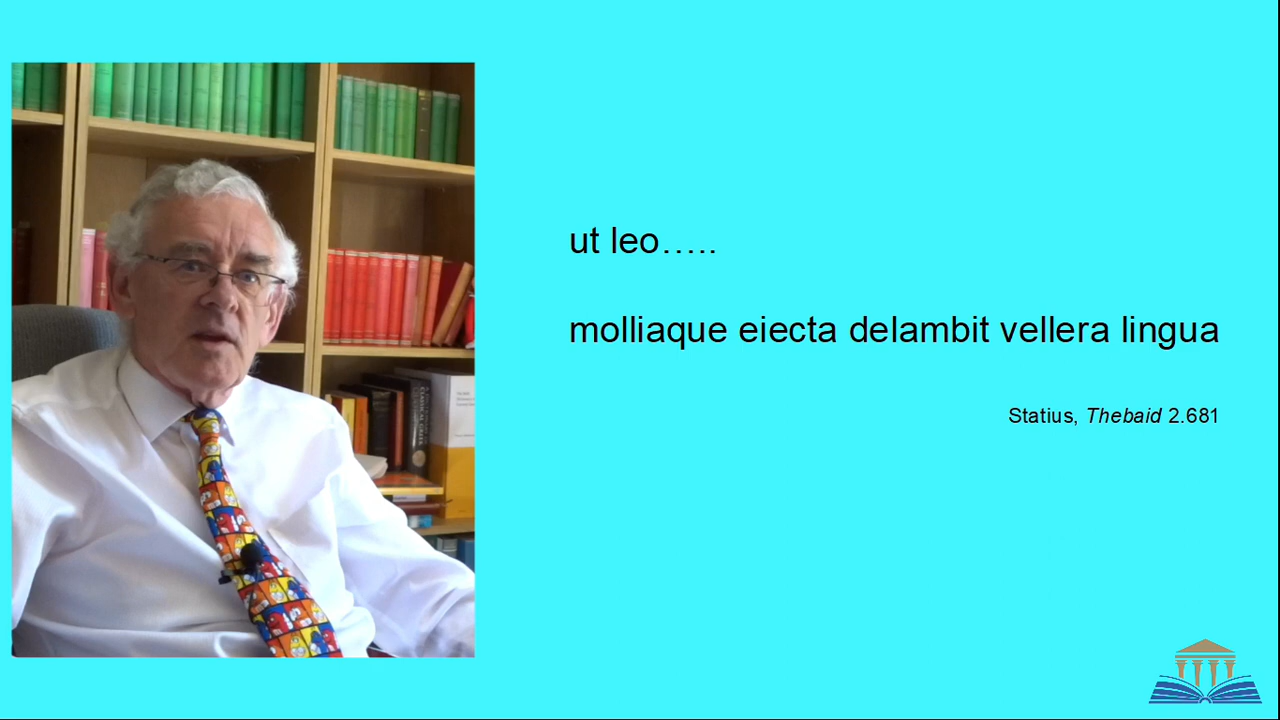 ut leo…..
molliaque eiecta delambit vellera lingua
Statius, Thebaid 2.681